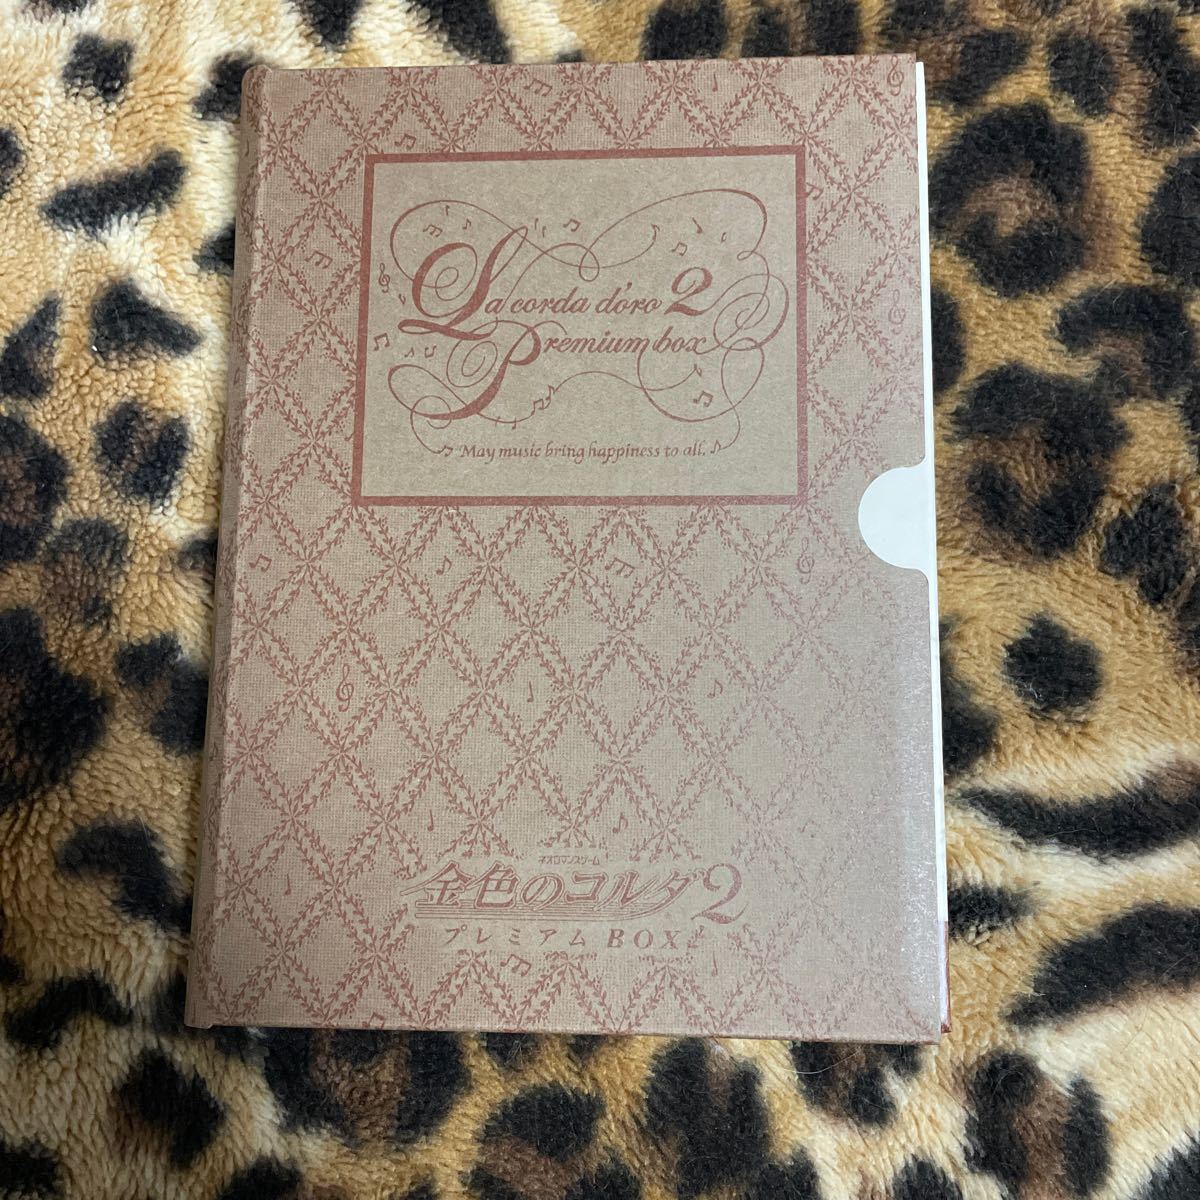 La corda d'oro 2
Premium box
May music bring happiness to all.
ネオロマンスゲーム
金色のコルダ2
プレミアムBOX